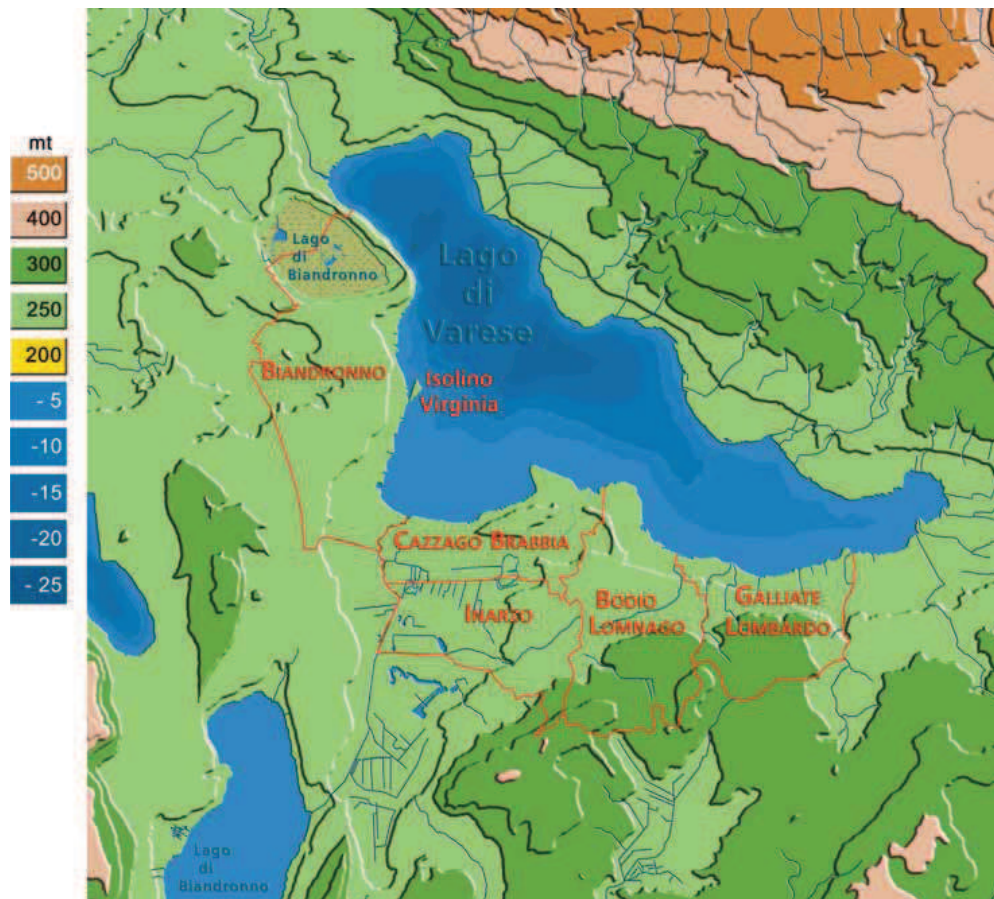 mt
500
400
300
250
200
- 5
-10
-15
-20
- 25
Lago
di
Biandronno
Lago
di
Varese
BIANDRONNO
Isolino
Virginia
CAZZAGO BRABBIA
INARZO
BODIO
LOMNAGO
GALLIATE
LOMBARDO
Lago
di
Biandronno